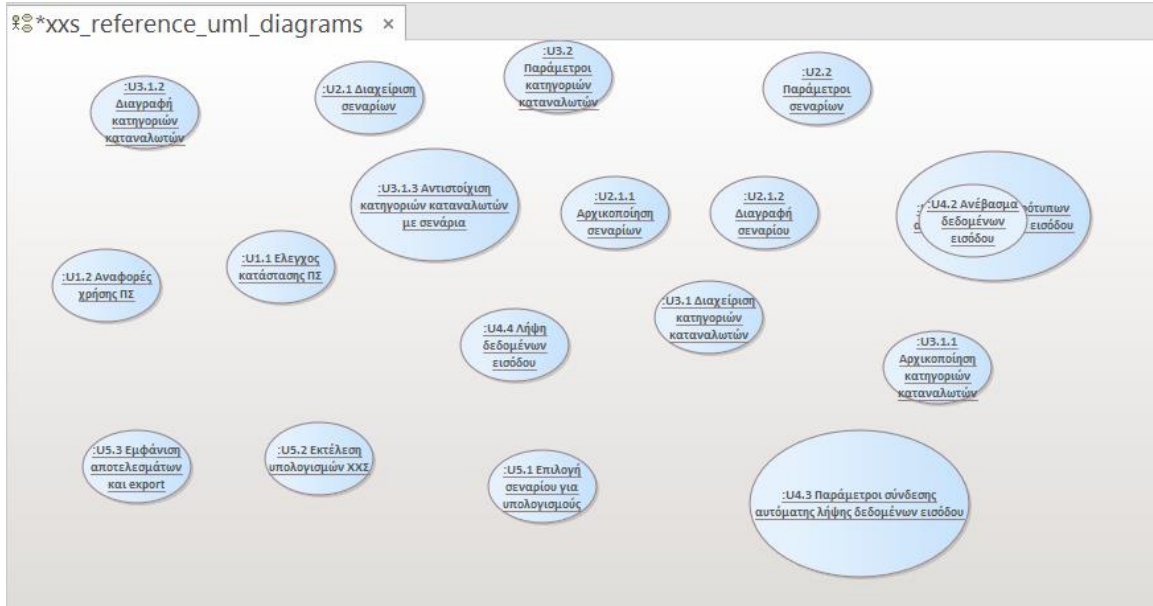 *xxs_reference_uml_diagrams ×
:U3.1.2
Διαγραφή
κατηγοριών
καταναλωτών
:U2.1 Διαχείριση
σεναρίων
:U3.2
Παράμετροι
κατηγοριών
καταναλωτών
:U2.2
Παράμετροι
σεναρίων
:U3.1.3 Αντιστοίχιση
κατηγοριών καταναλωτών
με σενάρια
:U2.1.1
Αρχικοποίηση
σεναρίων
:U2.1.2
Διαγραφή
σεναρίου
:U4.2 Ανέβασμα
δεδομένων
εισόδου
εισόδου
:U1.2 Αναφορές
χρήσης ΠΣ
:U1.1 Ελεγχος
κατάστασης ΠΣ
:U4.4 Λήψη
δεδομένων
εισόδου
:U3.1 Διαχείριση
κατηγοριών
καταναλωτών
:U3.1.1
Αρχικοποίηση
κατηγοριών
καταναλωτών
:U5.3 Εμφάνιση
αποτελεσμάτων
και export
:U5.2 Εκτέλεση
υπολογισμών ΧΧΣ
:U5.1 Επιλογή
σεναρίου για
υπολογισμούς
:U4.3 Παράμετροι σύνδεσης
αυτόματης λήψης δεδομένων εισόδου